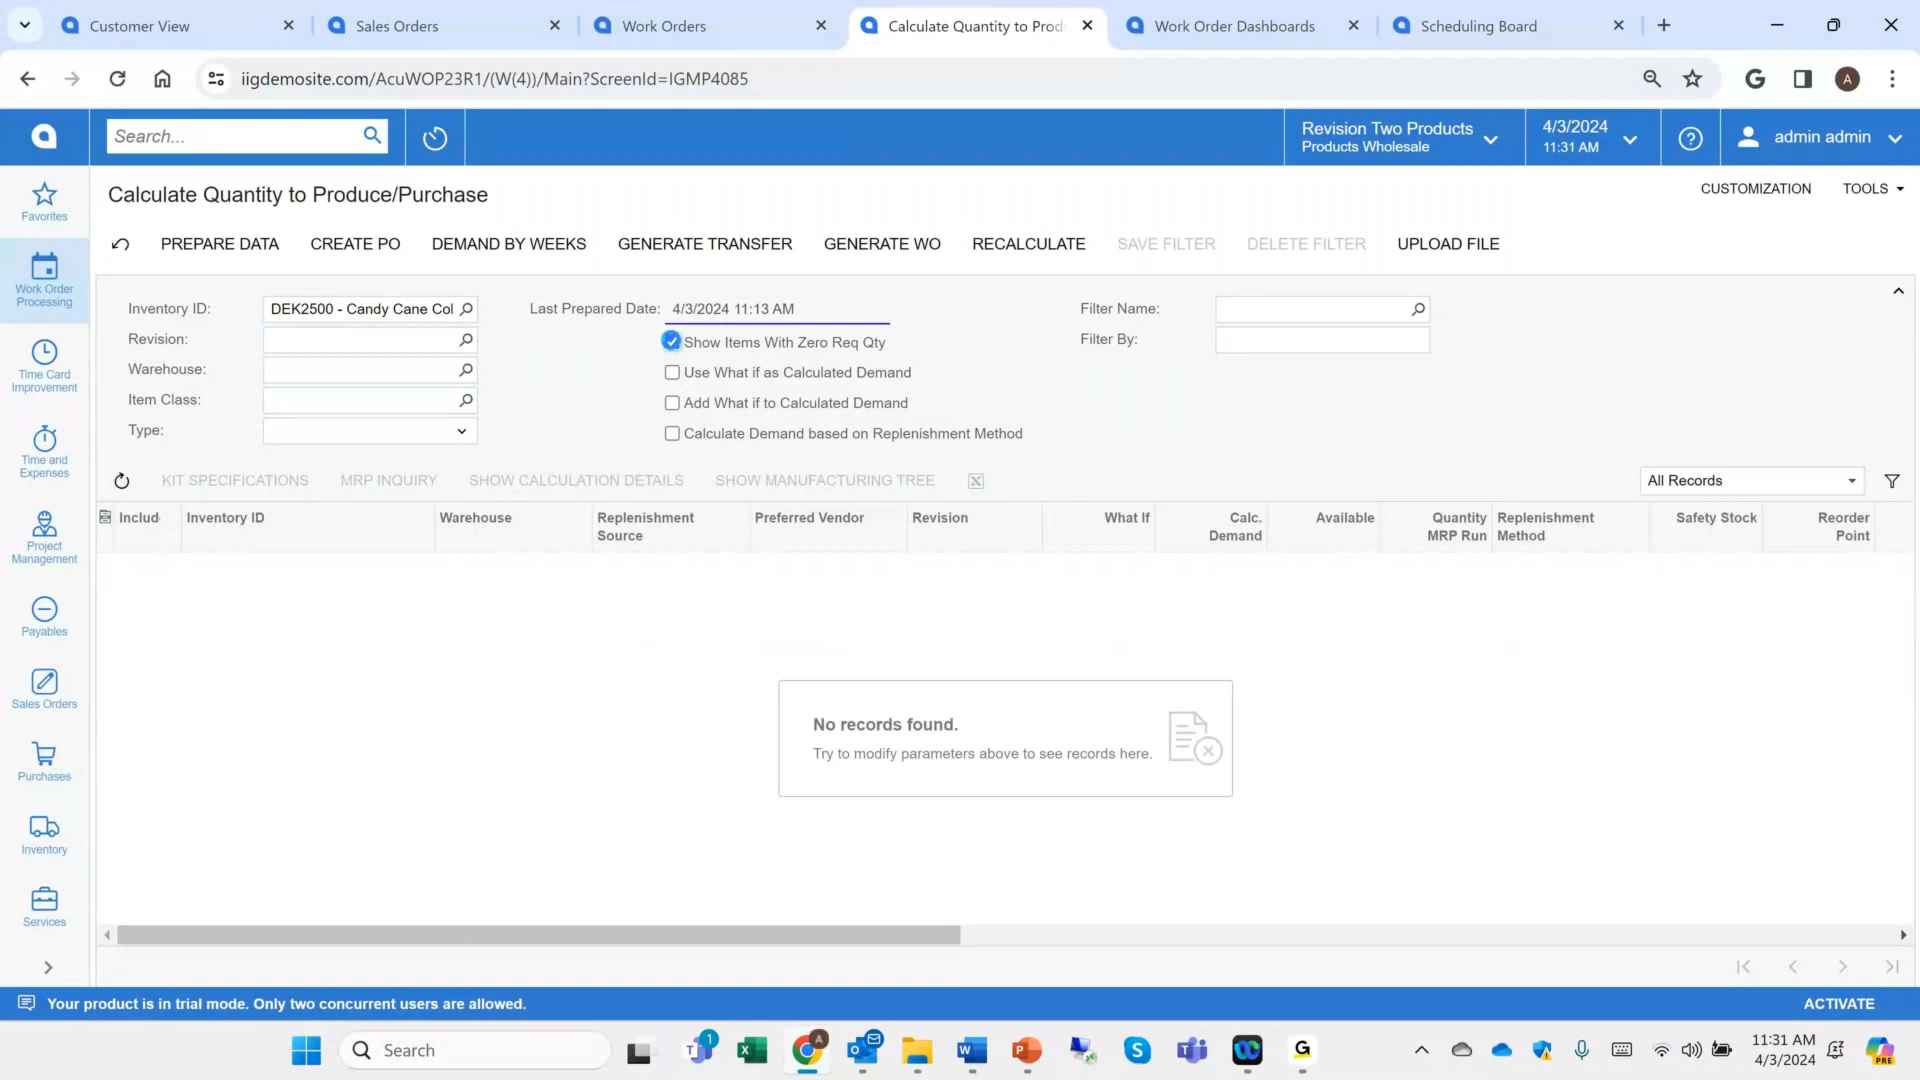 Customer View
Sales Orders
Work Orders
Calculate Quantity to Prod
Work Order Dashboards
Scheduling Board
iigdemosite.com/AcuWOP23R1/(W(4))/Main?ScreenId=IGMP4085
A
Search...
Revision Two Products
Products Wholesale
4/3/2024
11:31 AM
admin admin
Favorites
Work Order
Processing
Time Card
Improvement
Time and
Expenses
Project
Management
Payables
Sales Orders
Purchases
Inventory
Services
Calculate Quantity to Produce/Purchase
CUSTOMIZATION
TOOLS
PREPARE DATA
CREATE PO
DEMAND BY WEEKS
GENERATE TRANSFER
GENERATE WO
RECALCULATE
SAVE FILTER
DELETE FILTER
UPLOAD FILE
Inventory ID:
DEK2500 - Candy Cane Col
Revision:
Warehouse:
Item Class:
Type:
Last Prepared Date:
4/3/2024 11:13 AM
Show Items With Zero Req Qty
Use What if as Calculated Demand
Add What if to Calculated Demand
Calculate Demand based on Replenishment Method
Filter Name:
Filter By:
KIT SPECIFICATIONS
MRP INQUIRY
SHOW CALCULATION DETAILS
SHOW MANUFACTURING TREE
All Records
Includ
Inventory ID
Warehouse
Replenishment
Source
Preferred Vendor
Revision
What If
Calc.
Demand
Available
Quantity
MRP Run
Replenishment
Method
Safety Stock
Reorder
Point
No records found.
Try to modify parameters above to see records here.
Your product is in trial mode. Only two concurrent users are allowed.
ACTIVATE
Search
1
A
11:31 AM
4/3/2024
PRE